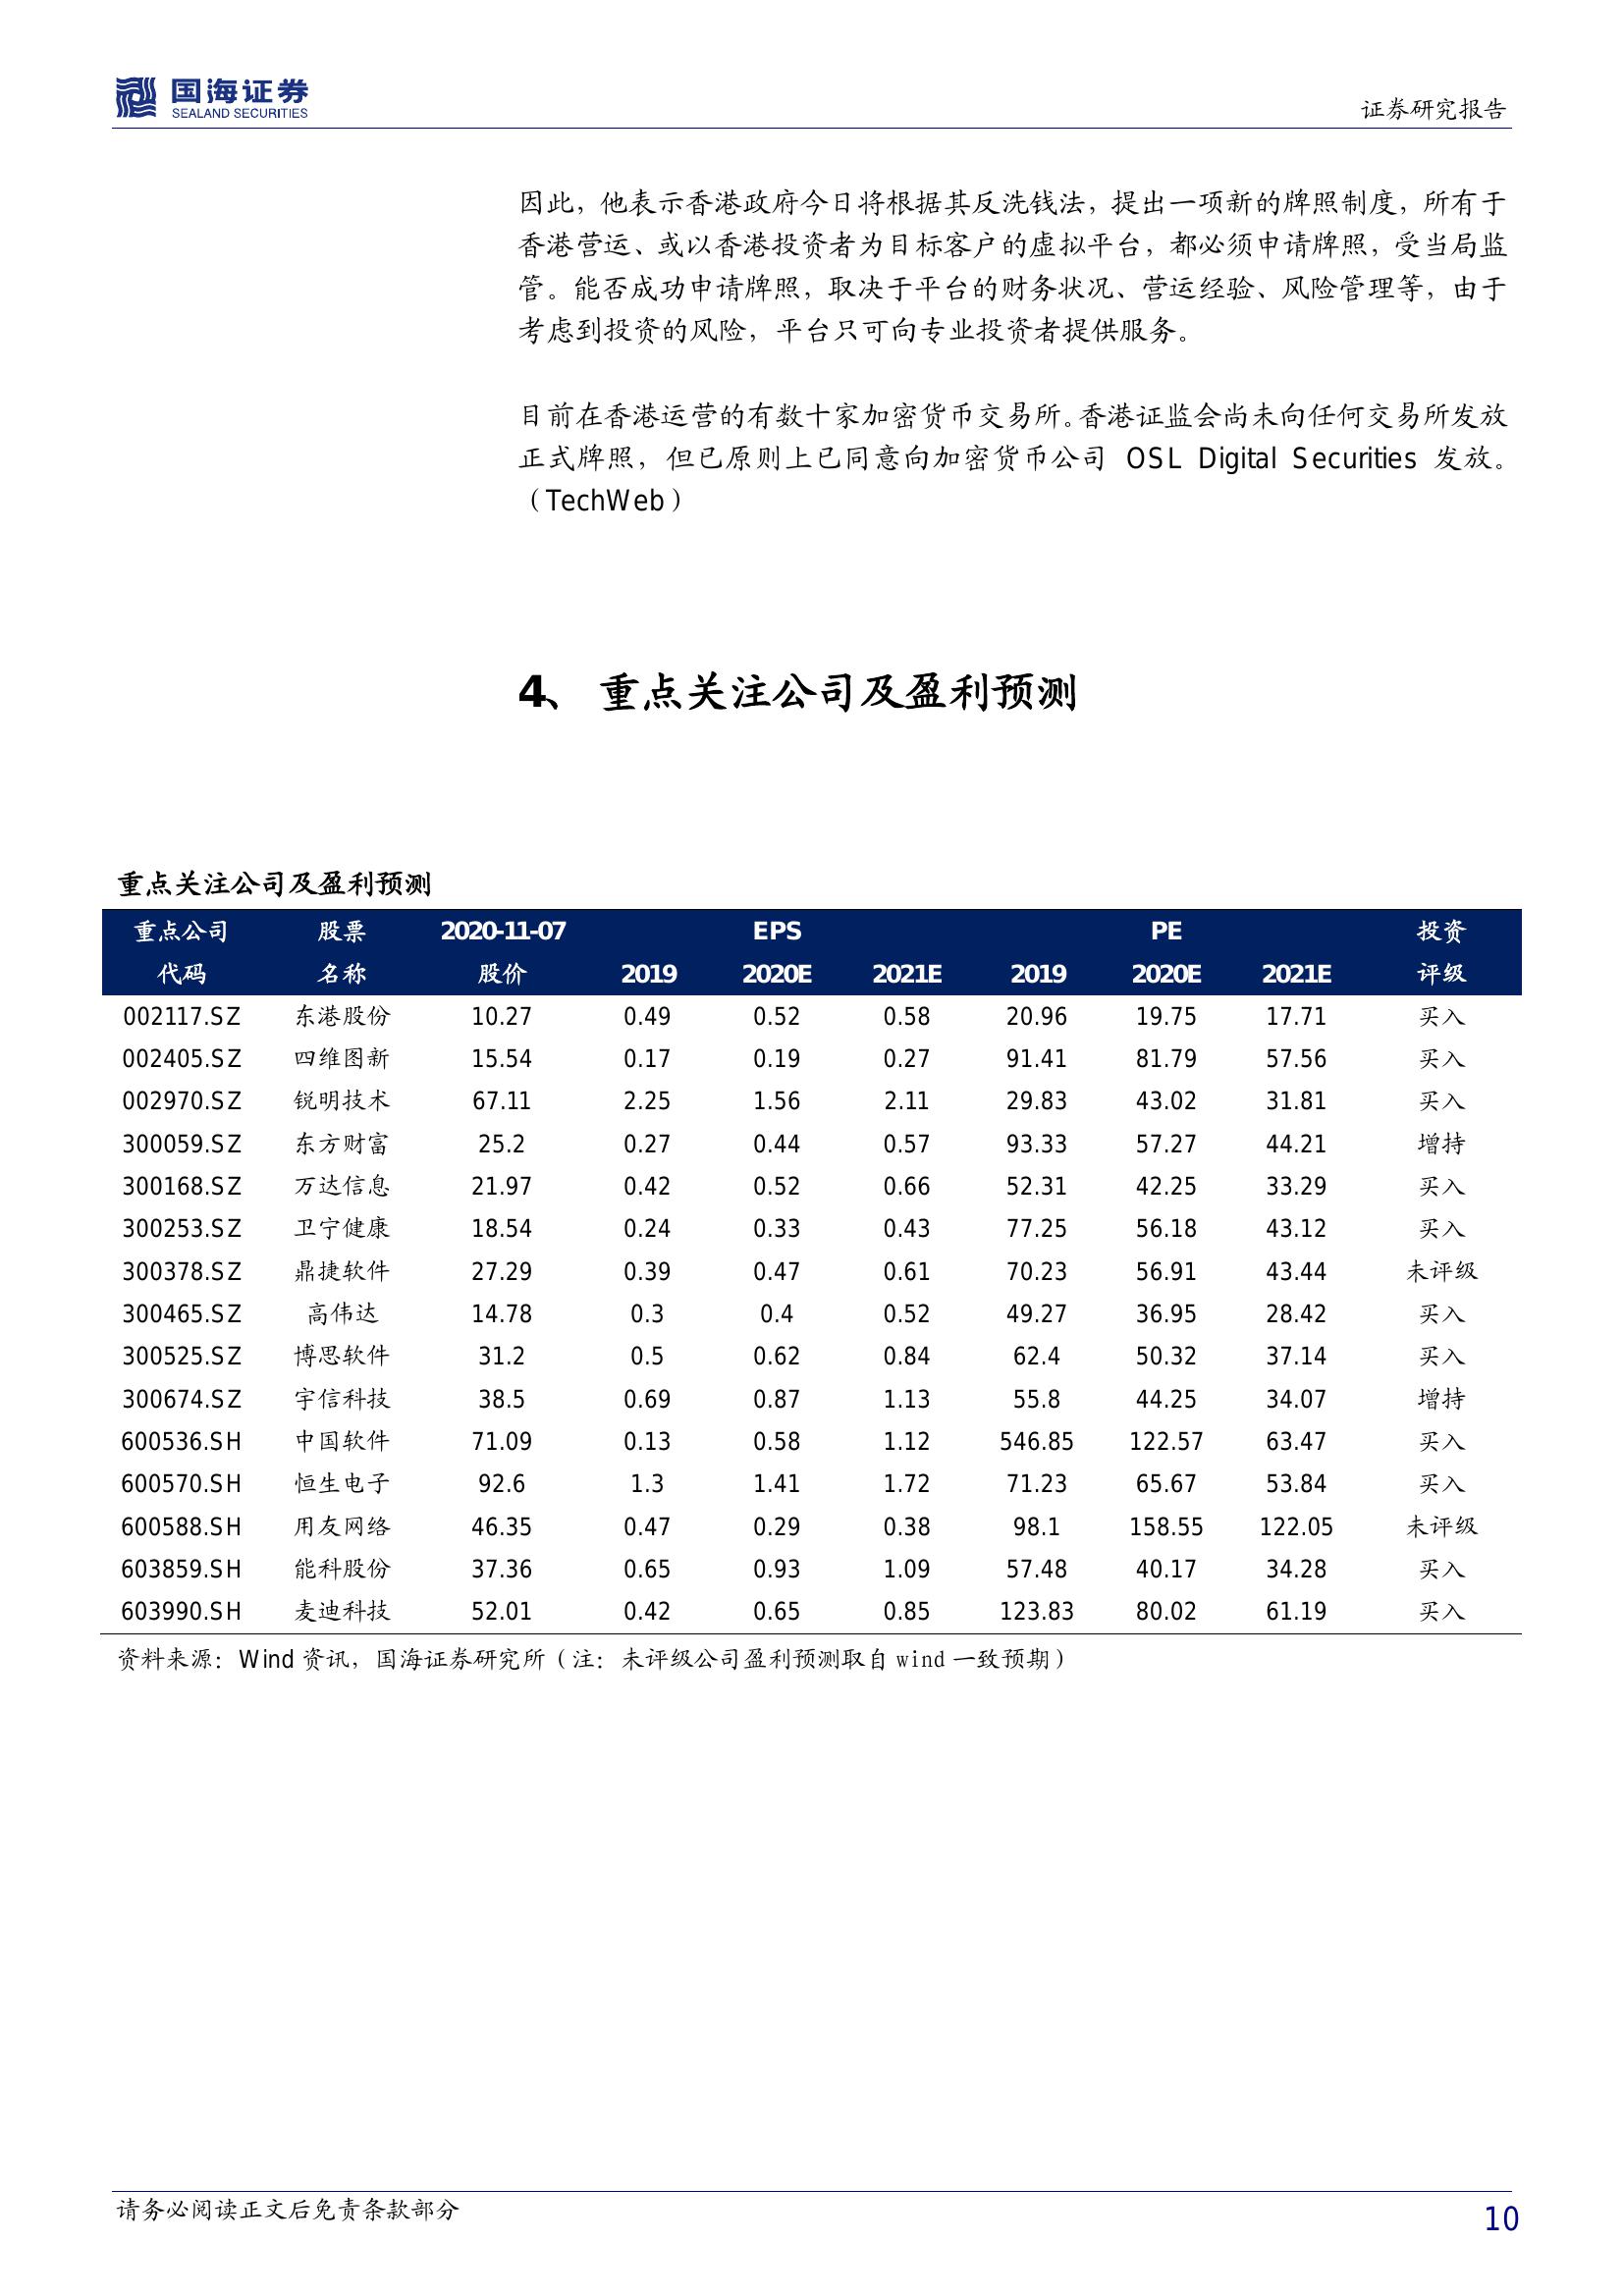 国海证券
SEALAND SECURITIES
证券研究报告
因此，他表示香港政府今日将根据其反洗钱法，提出一项新的牌照制度，所有于
香港营运、或以香港投资者为目标客户的虚拟平台，都必须申请牌照，受当局监
管。能否成功申请牌照，取决于平台的财务状况、营运经验、风险管理等，由于
考虑到投资的风险，平台只可向专业投资者提供服务。
目前在香港运营的有数十家加密货币交易所。香港证监会尚未向任何交易所发放
正式牌照，但已原则上已同意向加密货币公司 OSL Digital Securities 发放。
（TechWeb）
4、 重点关注公司及盈利预测
重点关注公司及盈利预测
重点公司 股票 2020-11-07 EPS PE 投资
代码 名称 股价 2019 2020E 2021E 2019 2020E 2021E 评级
002117.SZ 东港股份 10.27 0.49 0.52 0.58 20.96 19.75 17.71 买入
002405.SZ 四维图新 15.54 0.17 0.19 0.27 91.41 81.79 57.56 买入
002970.SZ 锐明技术 67.11 2.25 1.56 2.11 29.83 43.02 31.81 买入
300059.SZ 东方财富 25.2 0.27 0.44 0.57 93.33 57.27 44.21 增持
300168.SZ 万达信息 21.97 0.42 0.52 0.66 52.31 42.25 33.29 买入
300253.SZ 卫宁健康 18.54 0.24 0.33 0.43 77.25 56.18 43.12 买入
300378.SZ 鼎捷软件 27.29 0.39 0.47 0.61 70.23 56.91 43.44 未评级
300465.SZ 高伟达 14.78 0.3 0.4 0.52 49.27 36.95 28.42 买入
300525.SZ 博思软件 31.2 0.5 0.62 0.84 62.4 50.32 37.14 买入
300674.SZ 宇信科技 38.5 0.69 0.87 1.13 55.8 44.25 34.07 增持
600536.SH 中国软件 71.09 0.13 0.58 1.12 546.85 122.57 63.47 买入
600570.SH 恒生电子 92.6 1.3 1.41 1.72 71.23 65.67 53.84 买入
600588.SH 用友网络 46.35 0.47 0.29 0.38 98.1 158.55 122.05 未评级
603859.SH 能科股份 37.36 0.65 0.93 1.09 57.48 40.17 34.28 买入
603990.SH 麦迪科技 52.01 0.42 0.65 0.85 123.83 80.02 61.19 买入
资料来源：Wind 资讯，国海证券研究所（注：未评级公司盈利预测取自 wind 一致预期）
请务必阅读正文后免责条款部分
10